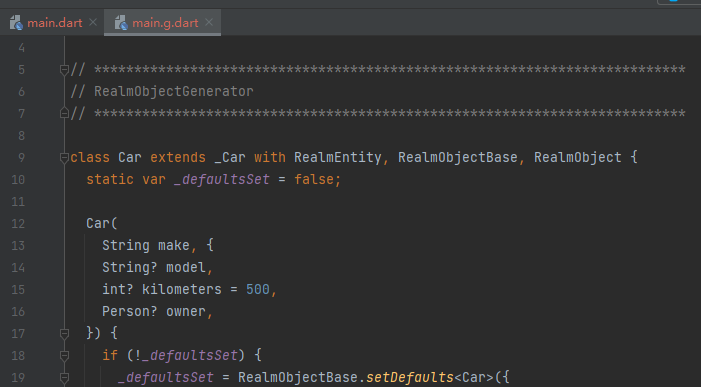 main.dart main.g.dart
4
5 // ***************************************************************************
6 // RealmObjectGenerator
7 // ***************************************************************************
8
9 class Car extends _Car with RealmEntity, RealmObjectBase, RealmObject {
10 static var _defaultsSet = false;
11
12 Car(
13 String make, {
14 String? model,
15 int? kilometers = 500,
16 Person? owner,
17 }) {
18 if (!_defaultsSet) {
19 _defaultsSet = RealmObjectBase.setDefaults<Car>({